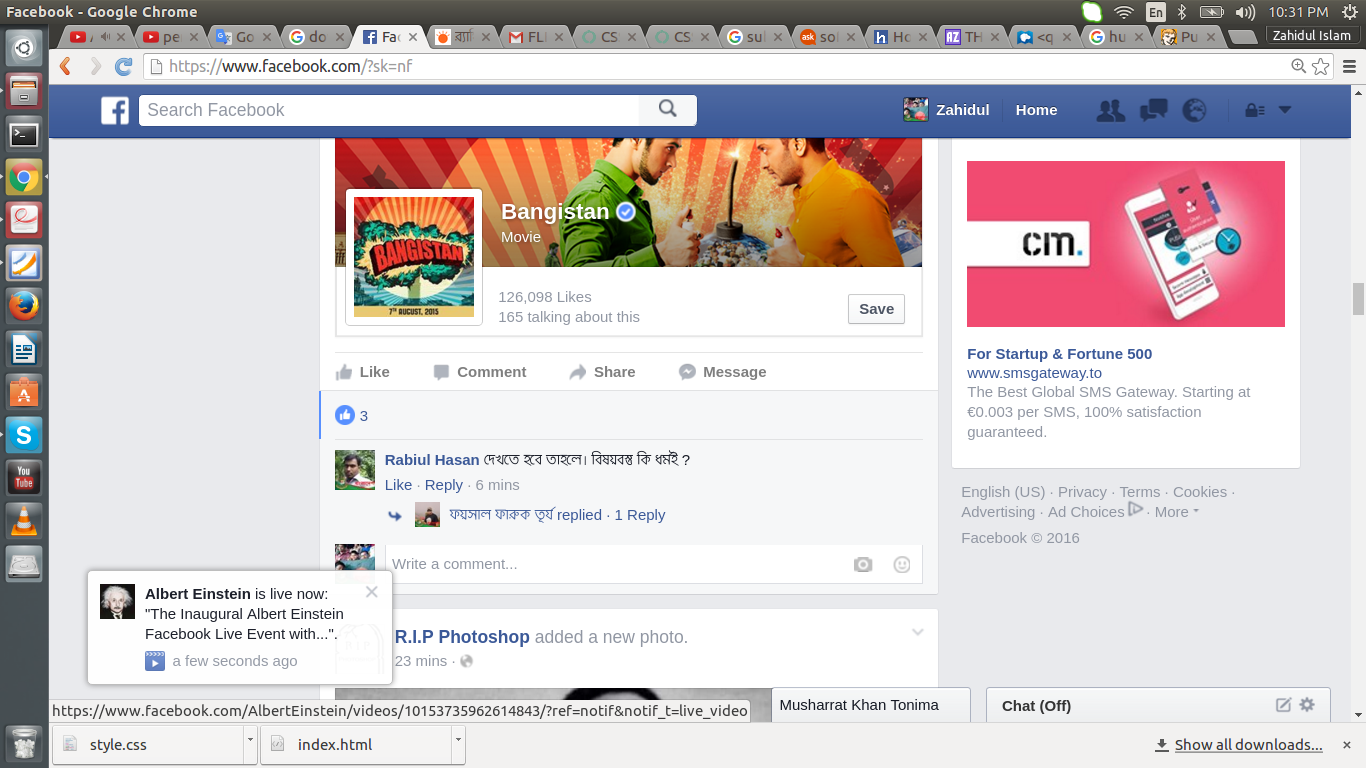 Facebook - Google Chrome
En
10:31 PM
pe
Go
do
Fac
ব্যা
FL
CS
CS
su
so
Ho
TH
<q
hu
Pu
Zahidul Islam
https://www.facebook.com/?sk=nf
Search Facebook
Zahidul
Home
Bangistan
Movie
BANGISTAN
7TH AUGUST, 2015
126,098 Likes
165 talking about this
Save
Like
Comment
Share
Message
3
Rabiul Hasan দেখতে হবে তাহলে। বিষয়বস্তু কি ধর্মই ?
Like · Reply · 6 mins
ফয়সাল ফারুক তূর্য replied · 1 Reply
Write a comment...
R.I.P Photoshop added a new photo.
23 mins ·
Albert Einstein is live now:
"The Inaugural Albert Einstein
Facebook Live Event with...".
a few seconds ago
cm.
For Startup & Fortune 500
www.smsgateway.to
The Best Global SMS Gateway. Starting at
€0.003 per SMS, 100% satisfaction
guaranteed.
English (US) · Privacy · Terms · Cookies ·
Advertising · Ad Choices · More
Facebook © 2016
Musharrat Khan Tonima
Chat (Off)
https://www.facebook.com/AlbertEinstein/videos/10153735962614843/?ref=notif&notif_t=live_video
style.css
index.html
Show all downloads...
You
Tube